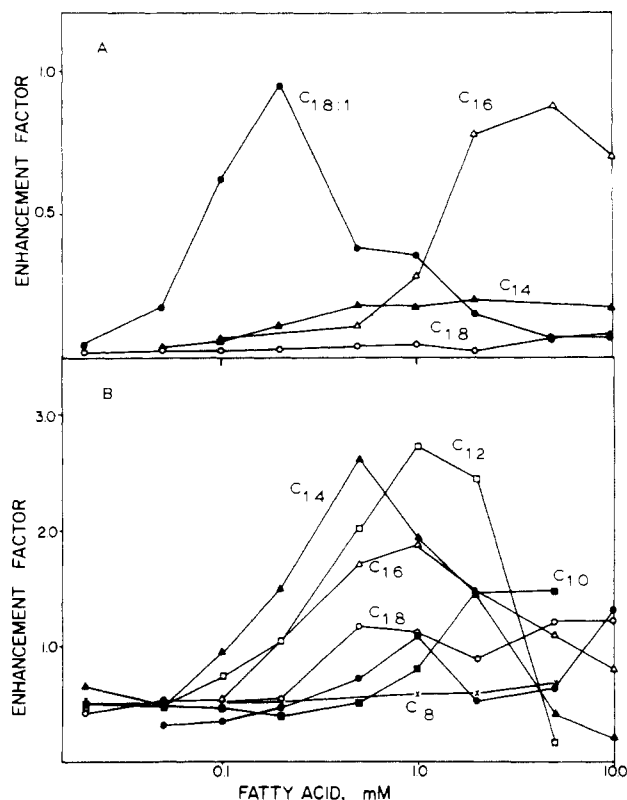 A
1.0
C18:1
C16
0.5
C14
C18
ENHANCEMENT FACTOR
B
3.0
C12
C14
2.0
C16
C10
C18
1.0
C8
ENHANCEMENT FACTOR
0.1 1.0 10.0
FATTY ACID, mM